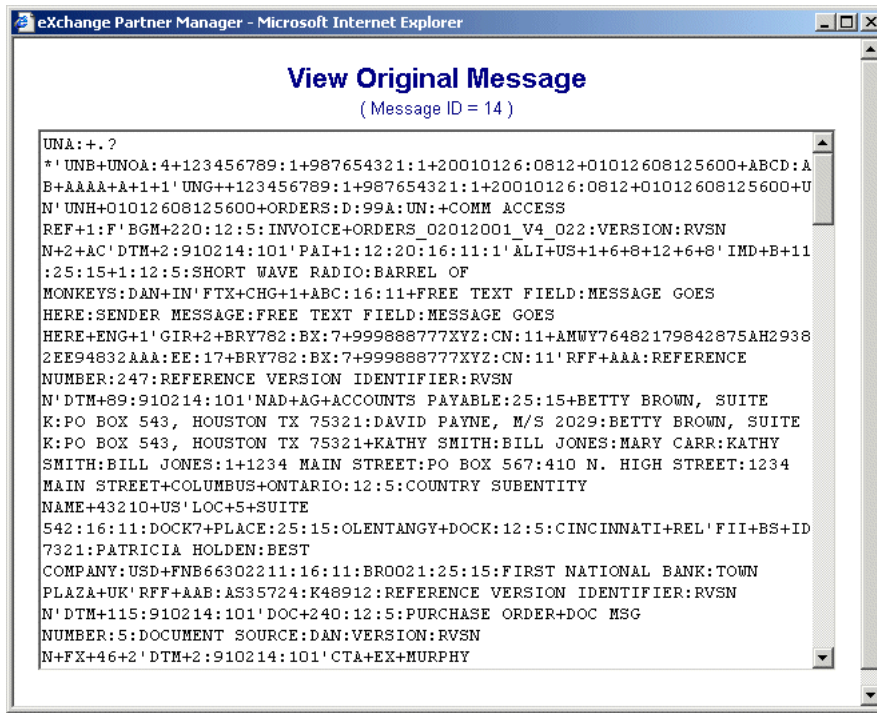 eXchange Partner Manager - Microsoft Internet Explorer
View Original Message
( Message ID = 14 )
UNA:+.?
*'UNB+UNOA:4+123456789:1+987654321:1+20010126:0812+01012608125600+ABCD:A
B+AAAA+A+1+1'UNG++123456789:1+987654321:1+20010126:0812+01012608125600+U
N'UNH+01012608125600+ORDERS:D:99A:UN:+COMM ACCESS
REF+1:F'BGM+220:12:5:INVOICE+ORDERS_02012001_V4_022:VERSION:RVSN
N+2+AC'DTM+2:910214:101'PAI+1:12:20:16:11:1'ALI+US+1+6+8+12+6+8'IMD+B+11
:25:15+1:12:5:SHORT WAVE RADIO:BARREL OF
MONKEYS:DAN+IN'FTX+CHG+1+ABC:16:11+FREE TEXT FIELD:MESSAGE GOES
HERE:SENDER MESSAGE:FREE TEXT FIELD:MESSAGE GOES
HERE+ENG+1'GIR+2+BRY782:BX:7+999888777XYZ:CN:11+AMWY76482179842875AH2938
2EE94832AAA:EE:17+BRY782:BX:7+999888777XYZ:CN:11'RFF+AAA:REFERENCE
NUMBER:247:REFERENCE VERSION IDENTIFIER:RVSN
N'DTM+89:910214:101'NAD+AG+ACCOUNTS PAYABLE:25:15+BETTY BROWN, SUITE
K:PO BOX 543, HOUSTON TX 75321:DAVID PAYNE, M/S 2029:BETTY BROWN, SUITE
K:PO BOX 543, HOUSTON TX 75321+KATHY SMITH:BILL JONES:MARY CARR:KATHY
SMITH:BILL JONES:1+1234 MAIN STREET:PO BOX 567:410 N. HIGH STREET:1234
MAIN STREET+COLUMBUS+ONTARIO:12:5:COUNTRY SUBENTITY
NAME+43210+US'LOC+5+SUITE
542:16:11:DOCK7+PLACE:25:15:OLENTANGY+DOCK:12:5:CINCINNATI+REL'FII+BS+ID
7321:PATRICIA HOLDEN:BEST
COMPANY:USD+FNB66302211:16:11:BR0021:25:15:FIRST NATIONAL BANK:TOWN
PLAZA+UK'RFF+AAB:AS35724:K48912:REFERENCE VERSION IDENTIFIER:RVSN
N'DTM+115:910214:101'DOC+240:12:5:PURCHASE ORDER+DOC MSG
NUMBER:5:DOCUMENT SOURCE:DAN:VERSION:RVSN
N+FX+46+2'DTM+2:910214:101'CTA+EX+MURPHY